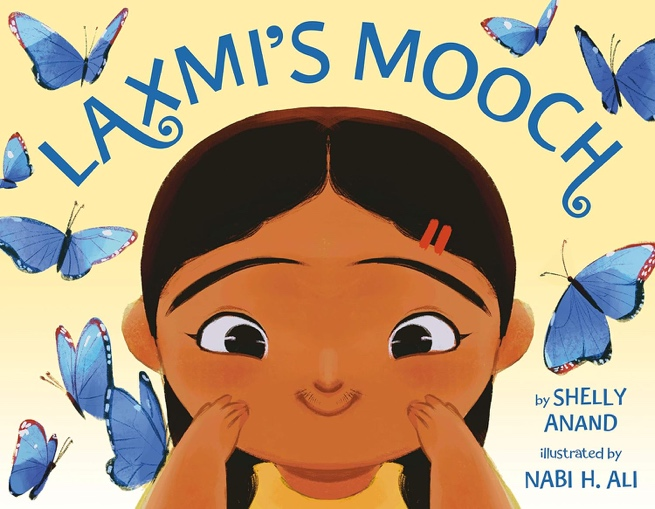 LAXMI'S MOOCH
by SHELLY
ANAND
illustrated by
NABI H. ALI